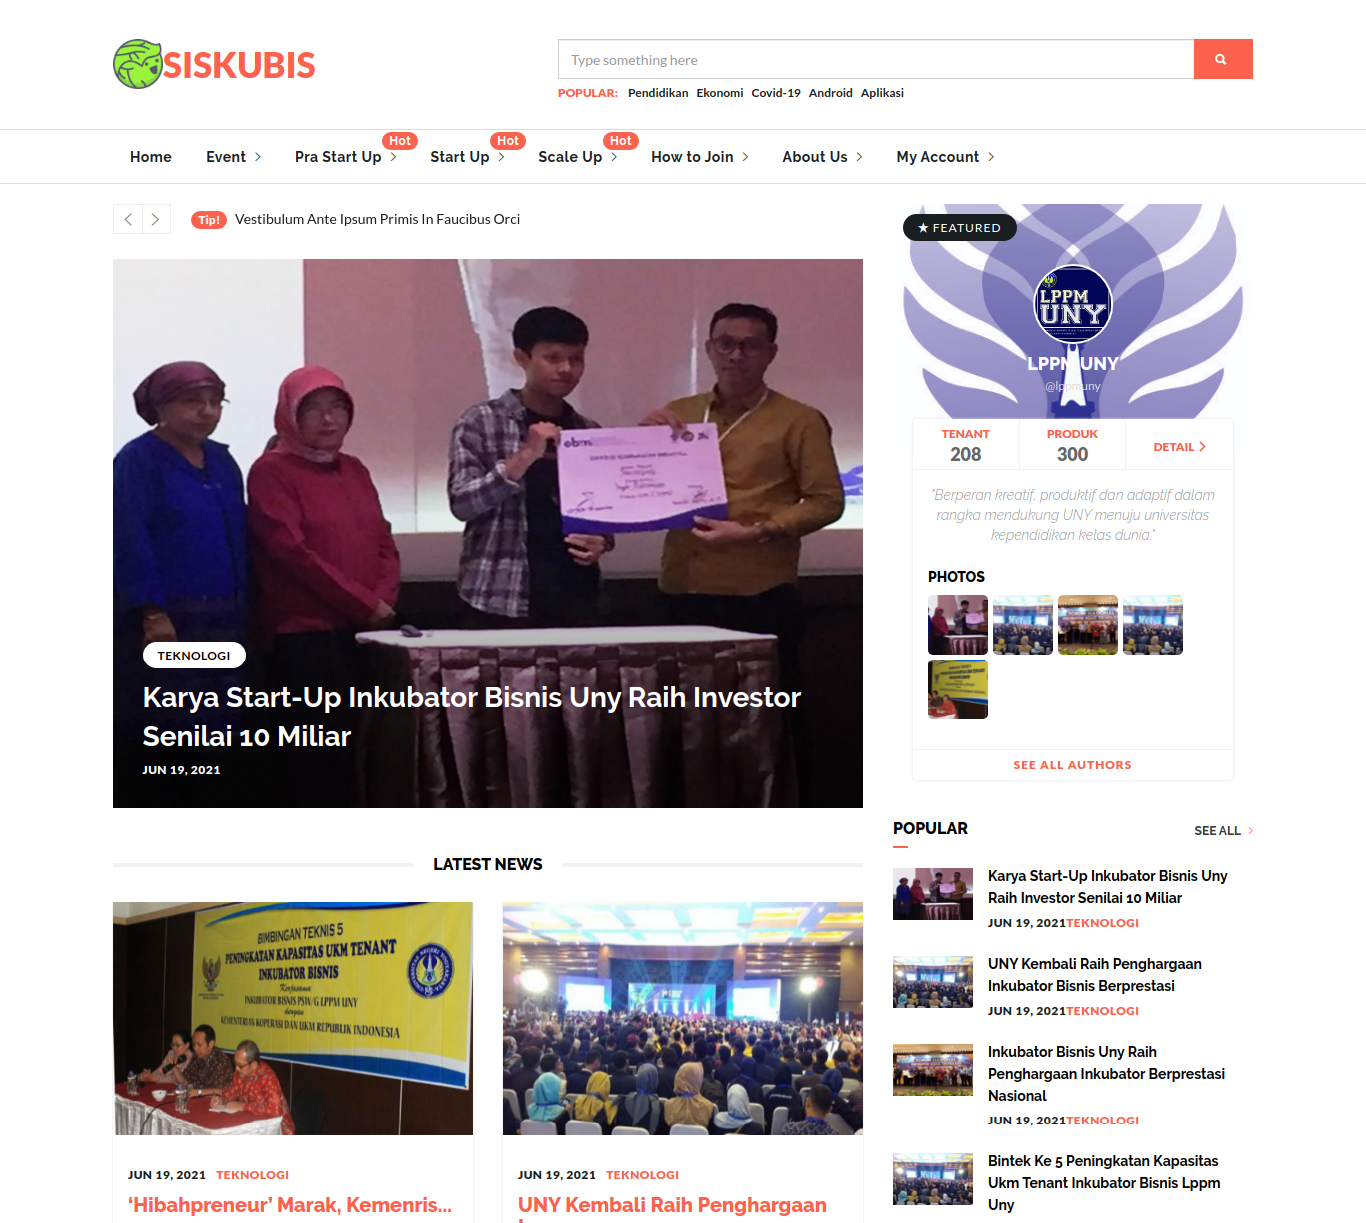 SISKUBIS
Type something here
POPULAR: Pendidikan Ekonomi Covid-19 Android Aplikasi
Home
Event
Pra Start Up
Hot
Start Up
Hot
Scale Up
Hot
How to Join
About Us
My Account
Tip! Vestibulum Ante Ipsum Primis In Faucibus Orci
TEKNOLOGI
Karya Start-Up Inkubator Bisnis Uny Raih Investor
Senilai 10 Miliar
JUN 19, 2021
LATEST NEWS
BIMBINGAN TEKNIS 5
PENINGKATAN KAPASITAS UKM TENANT
INKUBATOR BISNIS
Kerjasama
INKUBATOR BISNIS PSW/G LPPM UNY
dengan
KEMENTERIAN KOPERASI DAN UKM REPUBLIK INDONESIA
JUN 19, 2021 TEKNOLOGI
‘Hibahpreneur’ Marak, Kemenris...
JUN 19, 2021 TEKNOLOGI
UNY Kembali Raih Penghargaan
★ FEATURED
LPPM
UNY
LPPM UNY
@lppmuny
TENANT
208
PRODUK
300
DETAIL
"Berperan kreatif, produktif dan adaptif dalam
rangka mendukung UNY menuju universitas
kependidikan kelas dunia."
PHOTOS
SEE ALL AUTHORS
POPULAR
SEE ALL
Karya Start-Up Inkubator Bisnis Uny
Raih Investor Senilai 10 Miliar
JUN 19, 2021TEKNOLOGI
UNY Kembali Raih Penghargaan
Inkubator Bisnis Berprestasi
JUN 19, 2021TEKNOLOGI
Inkubator Bisnis Uny Raih
Penghargaan Inkubator Berprestasi
Nasional
JUN 19, 2021TEKNOLOGI
Bintek Ke 5 Peningkatan Kapasitas
Ukm Tenant Inkubator Bisnis Lppm
Uny